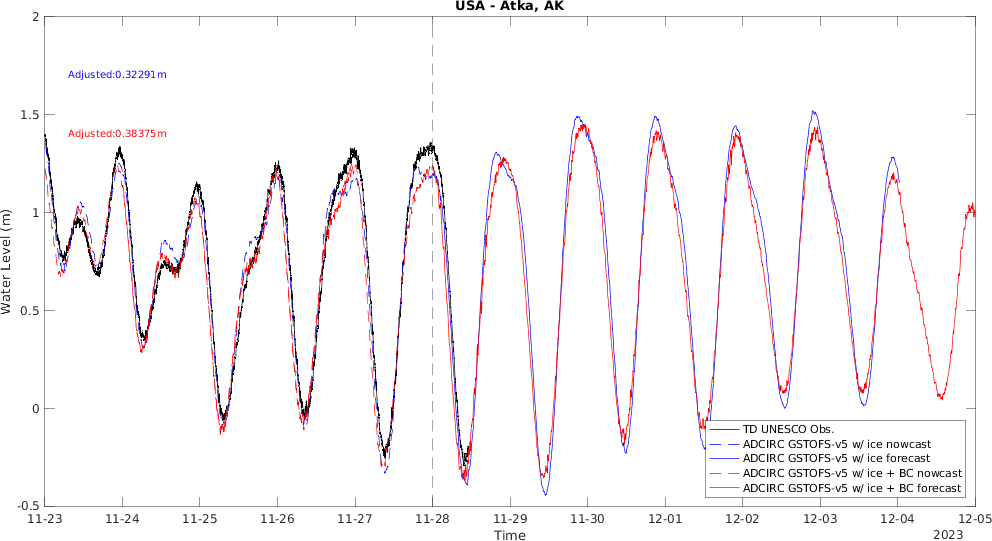 USA - Atka, AK
Adjusted:0.32291m
Adjusted:0.38375m
Water Level (m)
2
1.5
1
0.5
0
-0.5
TD UNESCO Obs.
ADCIRC GSTOFS-v5 w/ ice nowcast
ADCIRC GSTOFS-v5 w/ ice forecast
ADCIRC GSTOFS-v5 w/ ice + BC nowcast
ADCIRC GSTOFS-v5 w/ ice + BC forecast
11-23 11-24 11-25 11-26 11-27 11-28 11-29 11-30 12-01 12-02 12-03 12-04 12-05
Time
2023